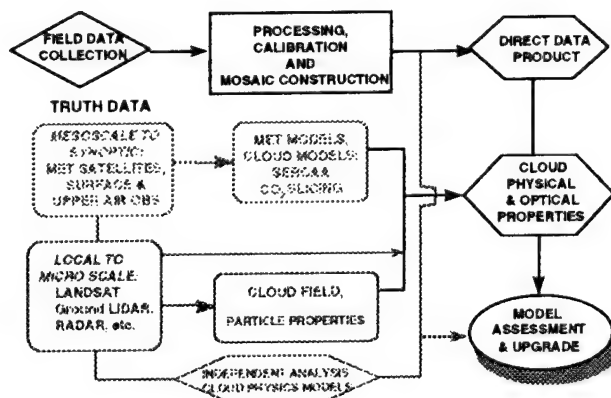 FIELD DATA
COLLECTION
PROCESSING,
CALIBRATION
AND
MOSAIC CONSTRUCTION
DIRECT DATA
PRODUCT
TRUTH DATA
MESOSCALE TO
SYNOPTIC:
MET SATELLITES,
SURFACE &
UPPER AIR OBS
MET MODELS,
CLOUD MODELS:
SERCAA
CO2 SLICING
CLOUD
PHYSICAL
& OPTICAL
PROPERTIES
LOCAL TO
MICRO SCALE:
LANDSAT
Ground LIDAR,
RADAR, etc.
CLOUD FIELD,
PARTICLE PROPERTIES
MODEL
ASSESSMENT
& UPGRADE
INDEPENDENT ANALYSIS
CLOUD PHYSICS MODELS